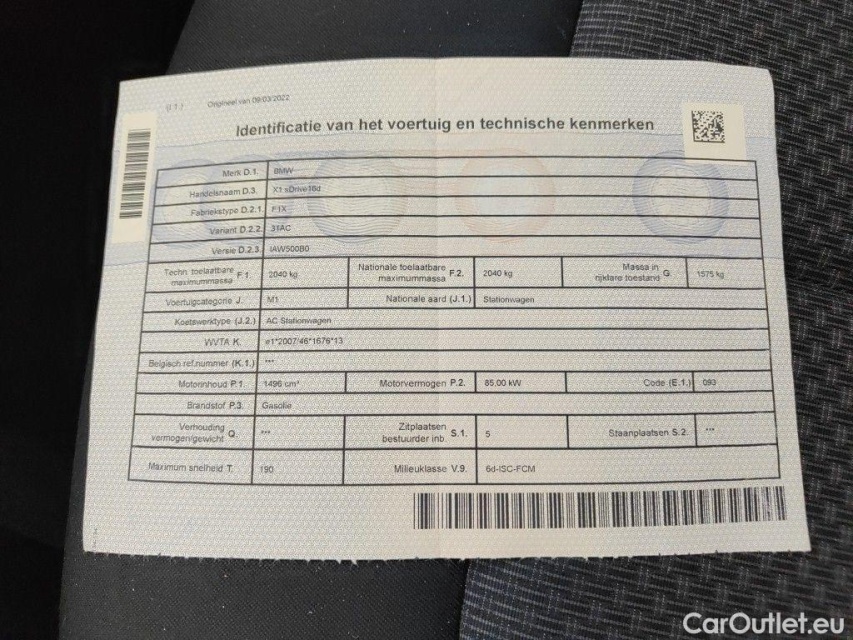 (I.1.) Origineel van 09/03/2022
Identificatie van het voertuig en technische kenmerken
Merk D.1. BMW
Handelsnaam D.3. X1 sDrive16d
Fabriekstype D.2.1 F1X
Variant D.2.2. 31AC
Versie D.2.3. IAW500B0
Techn. toelaatbare maximummassa F.1. 2040 kg Nationale toelaatbare maximummassa F.2. 2040 kg Massa in rijklare toestand G. 1575 kg
Voertuigcategorie J. M1 Nationale aard (J.1.) Stationwagen
Koetswerktype (J.2.) AC Stationwagen
WVTA K. e1*2007/46*1676*13
Belgisch ref.nummer (K.1.) ***
Motorinhoud P.1. 1496 cm³ Motorvermogen P.2. 85,00 kW Code (E.1.) 093
Brandstof P.3. Gasolie
Verhouding vermogen/gewicht Q. *** Zitplaatsen bestuurder inb. S.1. 5 Staanplaatsen S.2. ***
Maximum snelheid T. 190 Milieuklasse V.9. 6d-ISC-FCM
CarOutlet.eu